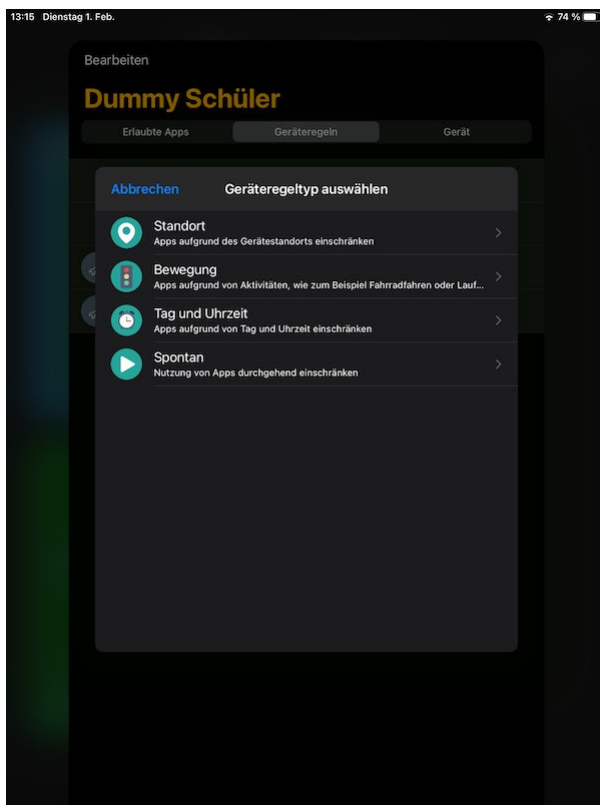 13:15 Dienstag 1. Feb.
74 %
Bearbeiten
Dummy Schüler
Erlaubte Apps
Geräteregeln
Gerät
Abbrechen
Geräteregeltyp auswählen
Standort
Apps aufgrund des Gerätestandorts einschränken
Bewegung
Apps aufgrund von Aktivitäten, wie zum Beispiel Fahrradfahren oder Lauf...
Tag und Uhrzeit
Apps aufgrund von Tag und Uhrzeit einschränken
Spontan
Nutzung von Apps durchgehend einschränken